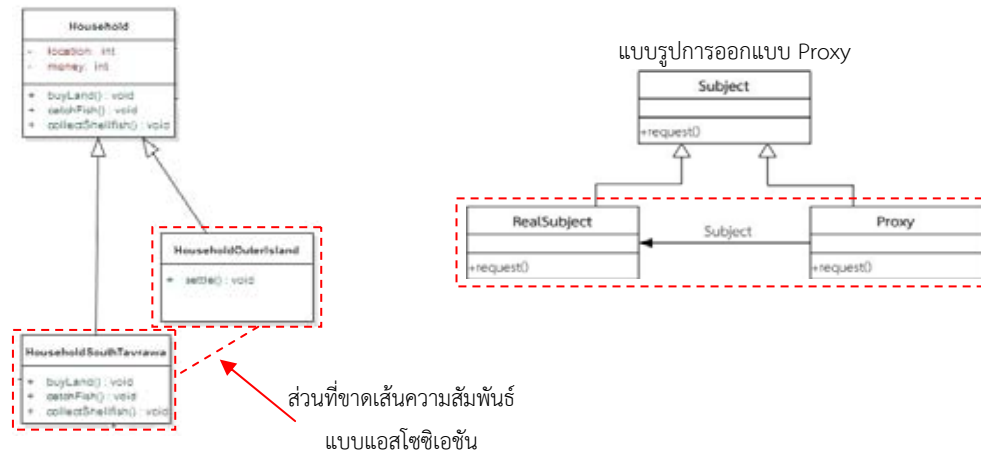 Household
- location: int
- money: int
+ buyLand() : void
+ catchFish() : void
+ collectShellfish() : void
HouseholdOuterIsland
+ settle() : void
HouseholdSouthTavrawa
+ buyLand() : void
+ catchFish() : void
+ collectShellfish() : void
ส่วนที่ขาดเส้นความสัมพันธ์
แบบแอสโซซิเอชัน
แบบรูปการออกแบบ Proxy
Subject
+request()
RealSubject
+request()
Subject
Proxy
+request()